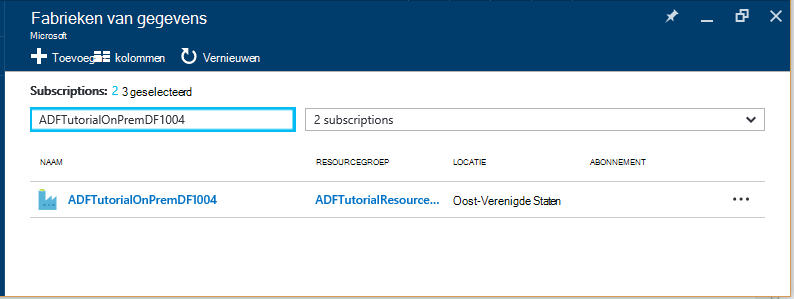 Fabrieken van gegevens
Microsoft
Toevoege kolommen Vernieuwen
Subscriptions: 2 3 geselecteerd
ADFTutorialOnPremDF1004 2 subscriptions
NAAM RESOURCEGROEP LOCATIE ABONNEMENT
ADFTutorialOnPremDF1004 ADFTutorialResource... Oost-Verenigde Staten ...